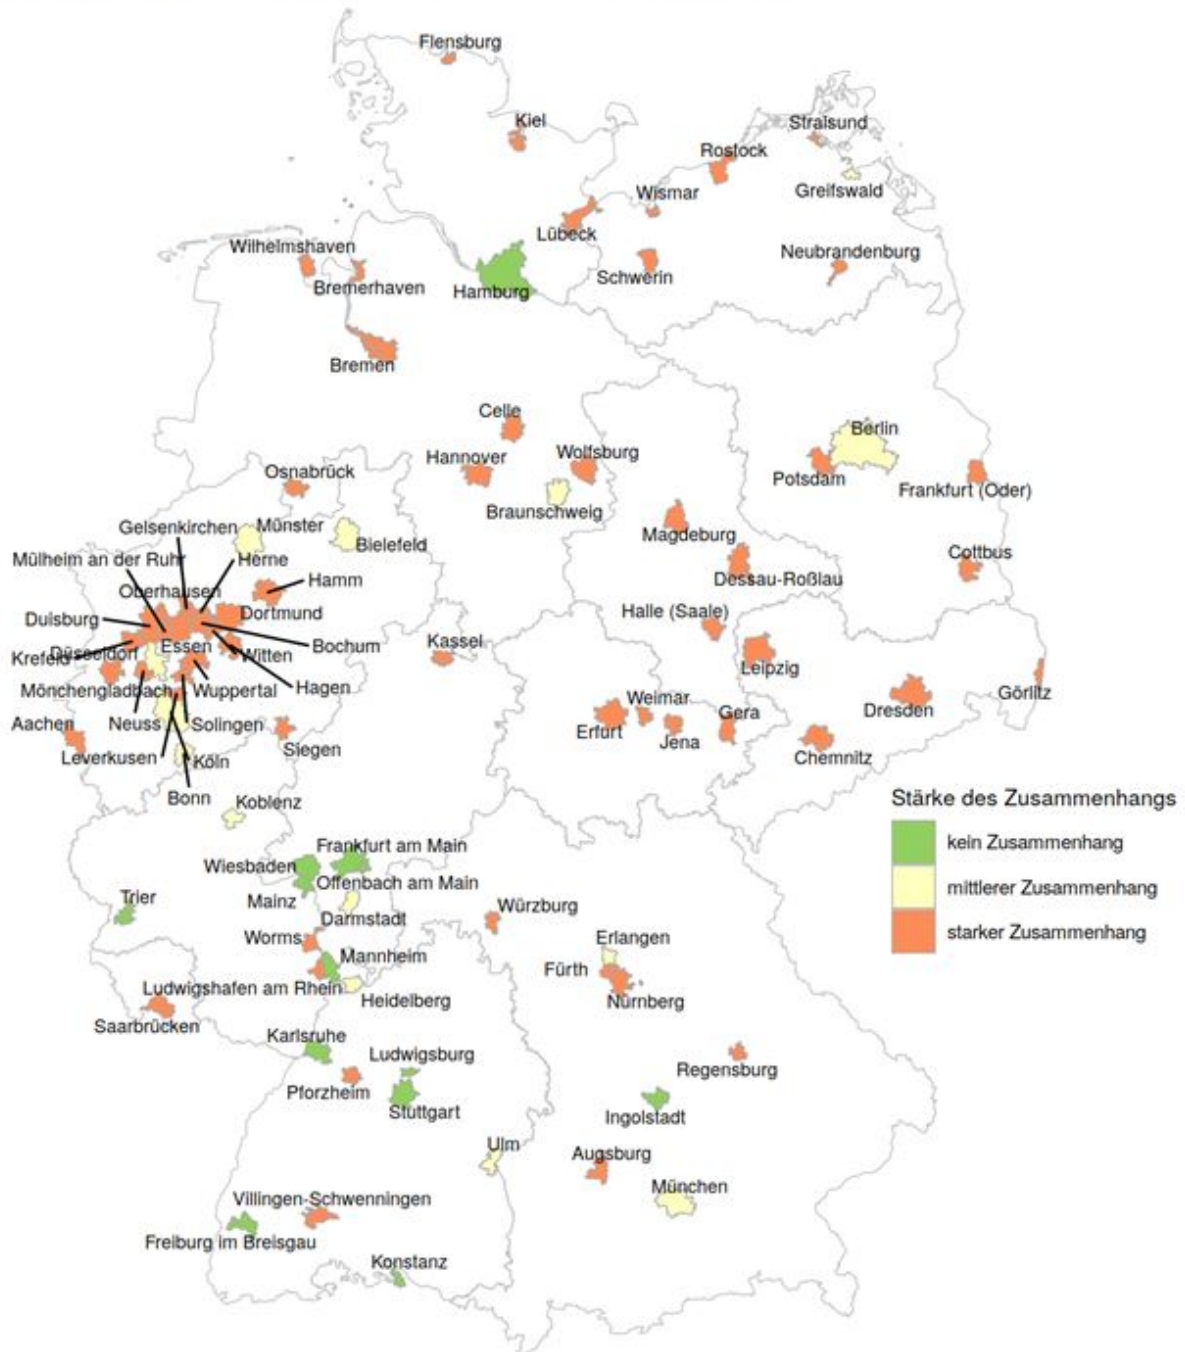 Flensburg
Kiel
Stralsund
Rostock
Greifswald
Wismar
Lübeck
Wilhelmshaven
Neubrandenburg
Schwerin
Bremerhaven
Hamburg
Bremen
Celle
Berlin
Wolfsburg
Hannover
Osnabrück
Potsdam
Frankfurt (Oder)
Braunschweig
Gelsenkirchen
Münster
Magdeburg
Bielefeld
Mülheim an der Ruhr
Herne
Cottbus
Hamm
Dessau-Roßlau
Oberhausen
Dortmund
Halle (Saale)
Duisburg
Kassel
Bochum
Essen
Düsseldorf
Witten
Krefeld
Leipzig
Hagen
Mönchengladbach
Wuppertal
Görlitz
Weimar
Dresden
Gera
Aachen
Neuss
Solingen
Erfurt
Jena
Siegen
Leverkusen
Köln
Chemnitz
Bonn
Koblenz
Stärke des Zusammenhangs
kein Zusammenhang
mittlerer Zusammenhang
starker Zusammenhang
Frankfurt am Main
Wiesbaden
Offenbach am Main
Trier
Mainz
Würzburg
Darmstadt
Worms
Erlangen
Mannheim
Fürth
Ludwigshafen am Rhein
Heidelberg
Nürnberg
Saarbrücken
Karlsruhe
Ludwigsburg
Regensburg
Pforzheim
Stuttgart
Ingolstadt
Ulm
Augsburg
München
Villingen-Schwenningen
Freiburg im Breisgau
Konstanz